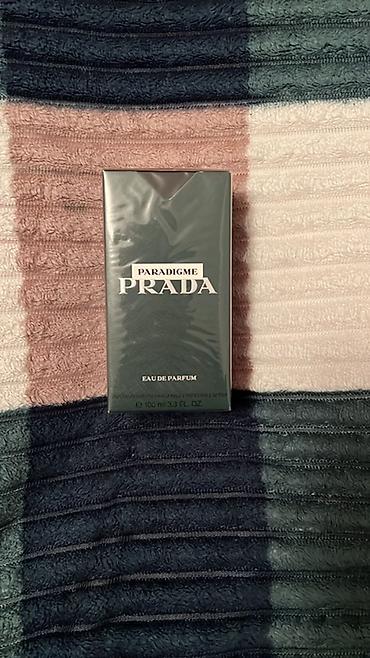 PARADIGME
PRADA
EAU DE PARFUM
℮ 100 ml 3.3 FL. OZ.